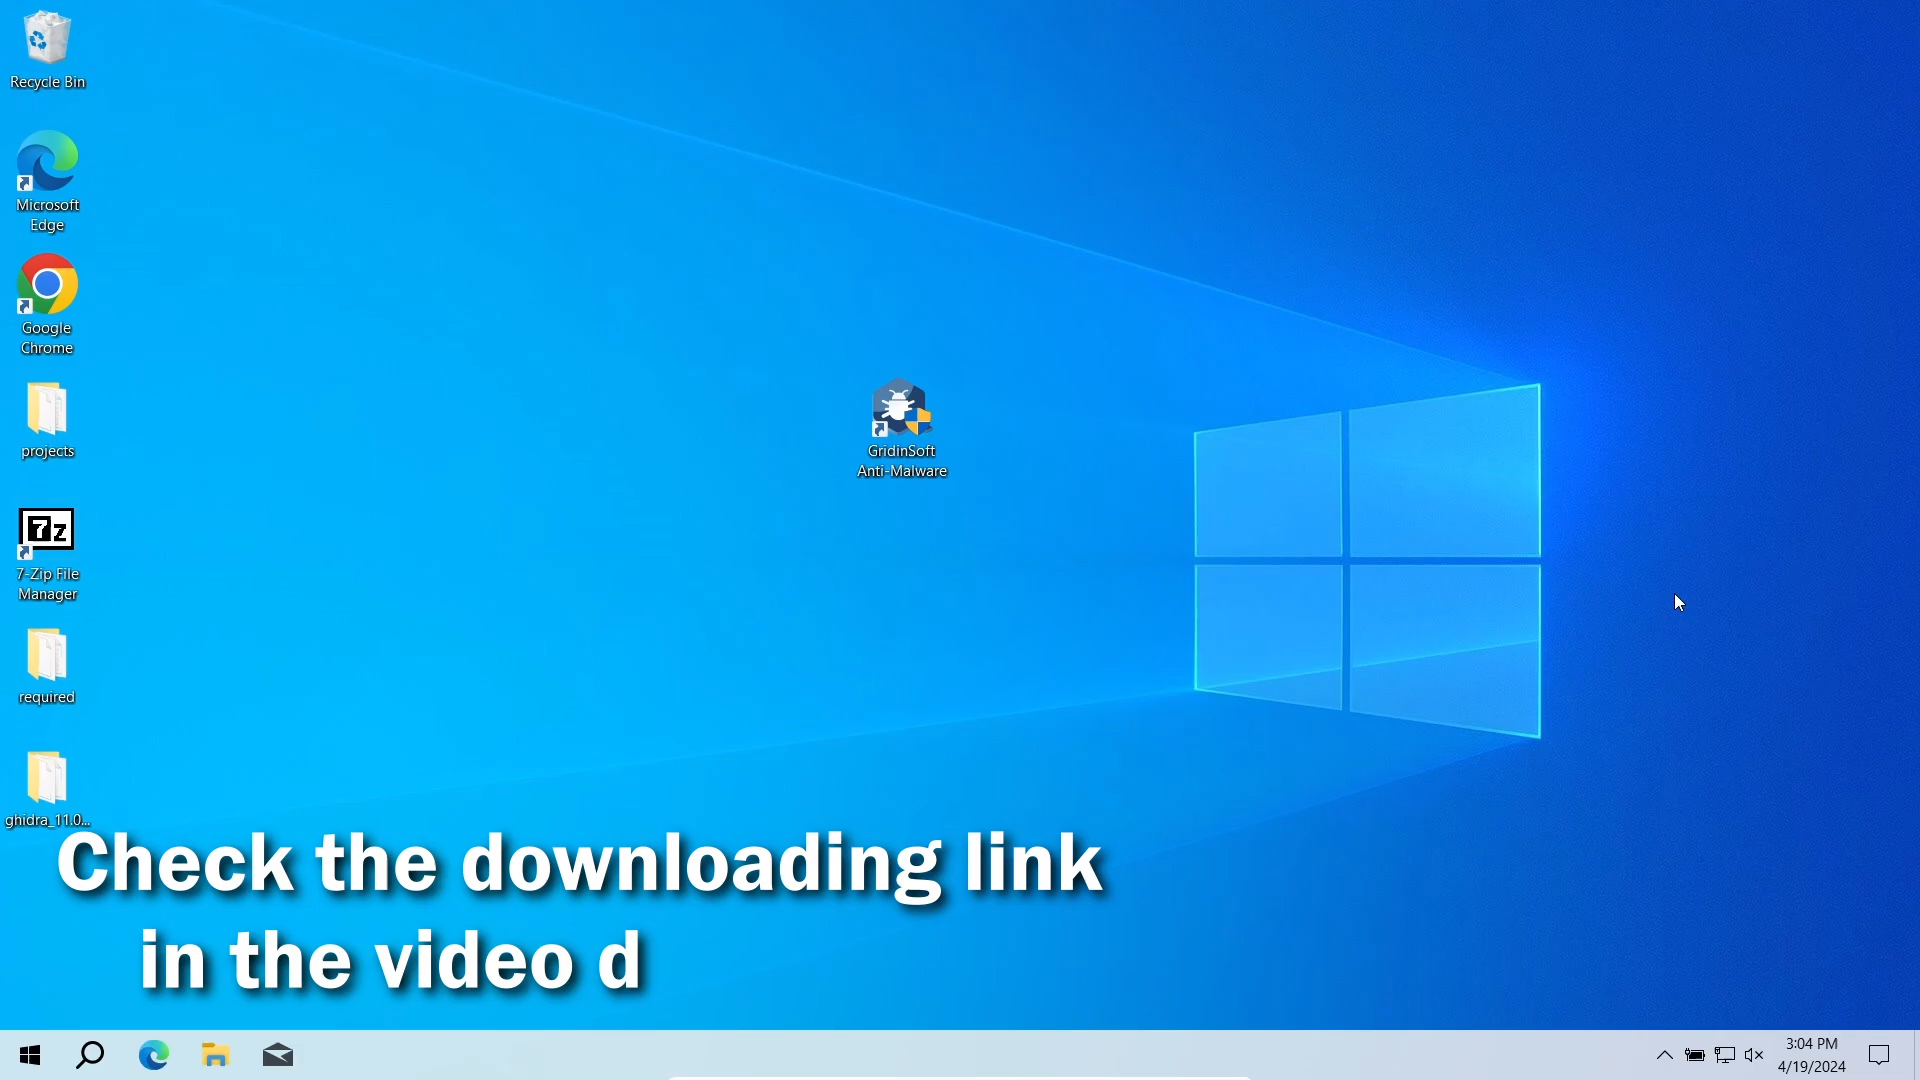 Recycle Bin
Microsoft
Edge
Google
Chrome
projects
7z
7-Zip File
Manager
required
ghidra_11.0...
GridinSoft
Anti-Malware
Check the downloading link
in the video d
3:04 PM
4/19/2024